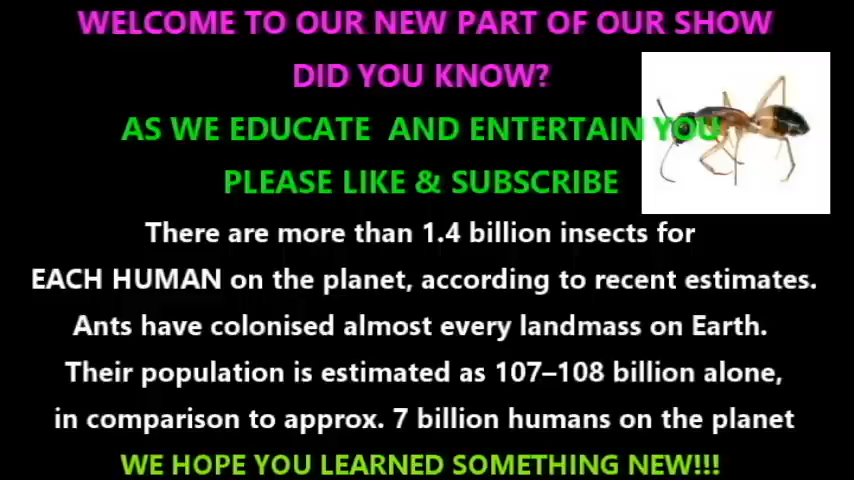 WELCOME TO OUR NEW PART OF OUR SHOW
DID YOU KNOW?
AS WE EDUCATE AND ENTERTAIN YOU
PLEASE LIKE & SUBSCRIBE
There are more than 1.4 billion insects for
EACH HUMAN on the planet, according to recent estimates.
Ants have colonised almost every landmass on Earth.
Their population is estimated as 107–108 billion alone,
in comparison to approx. 7 billion humans on the planet
WE HOPE YOU LEARNED SOMETHING NEW!!!